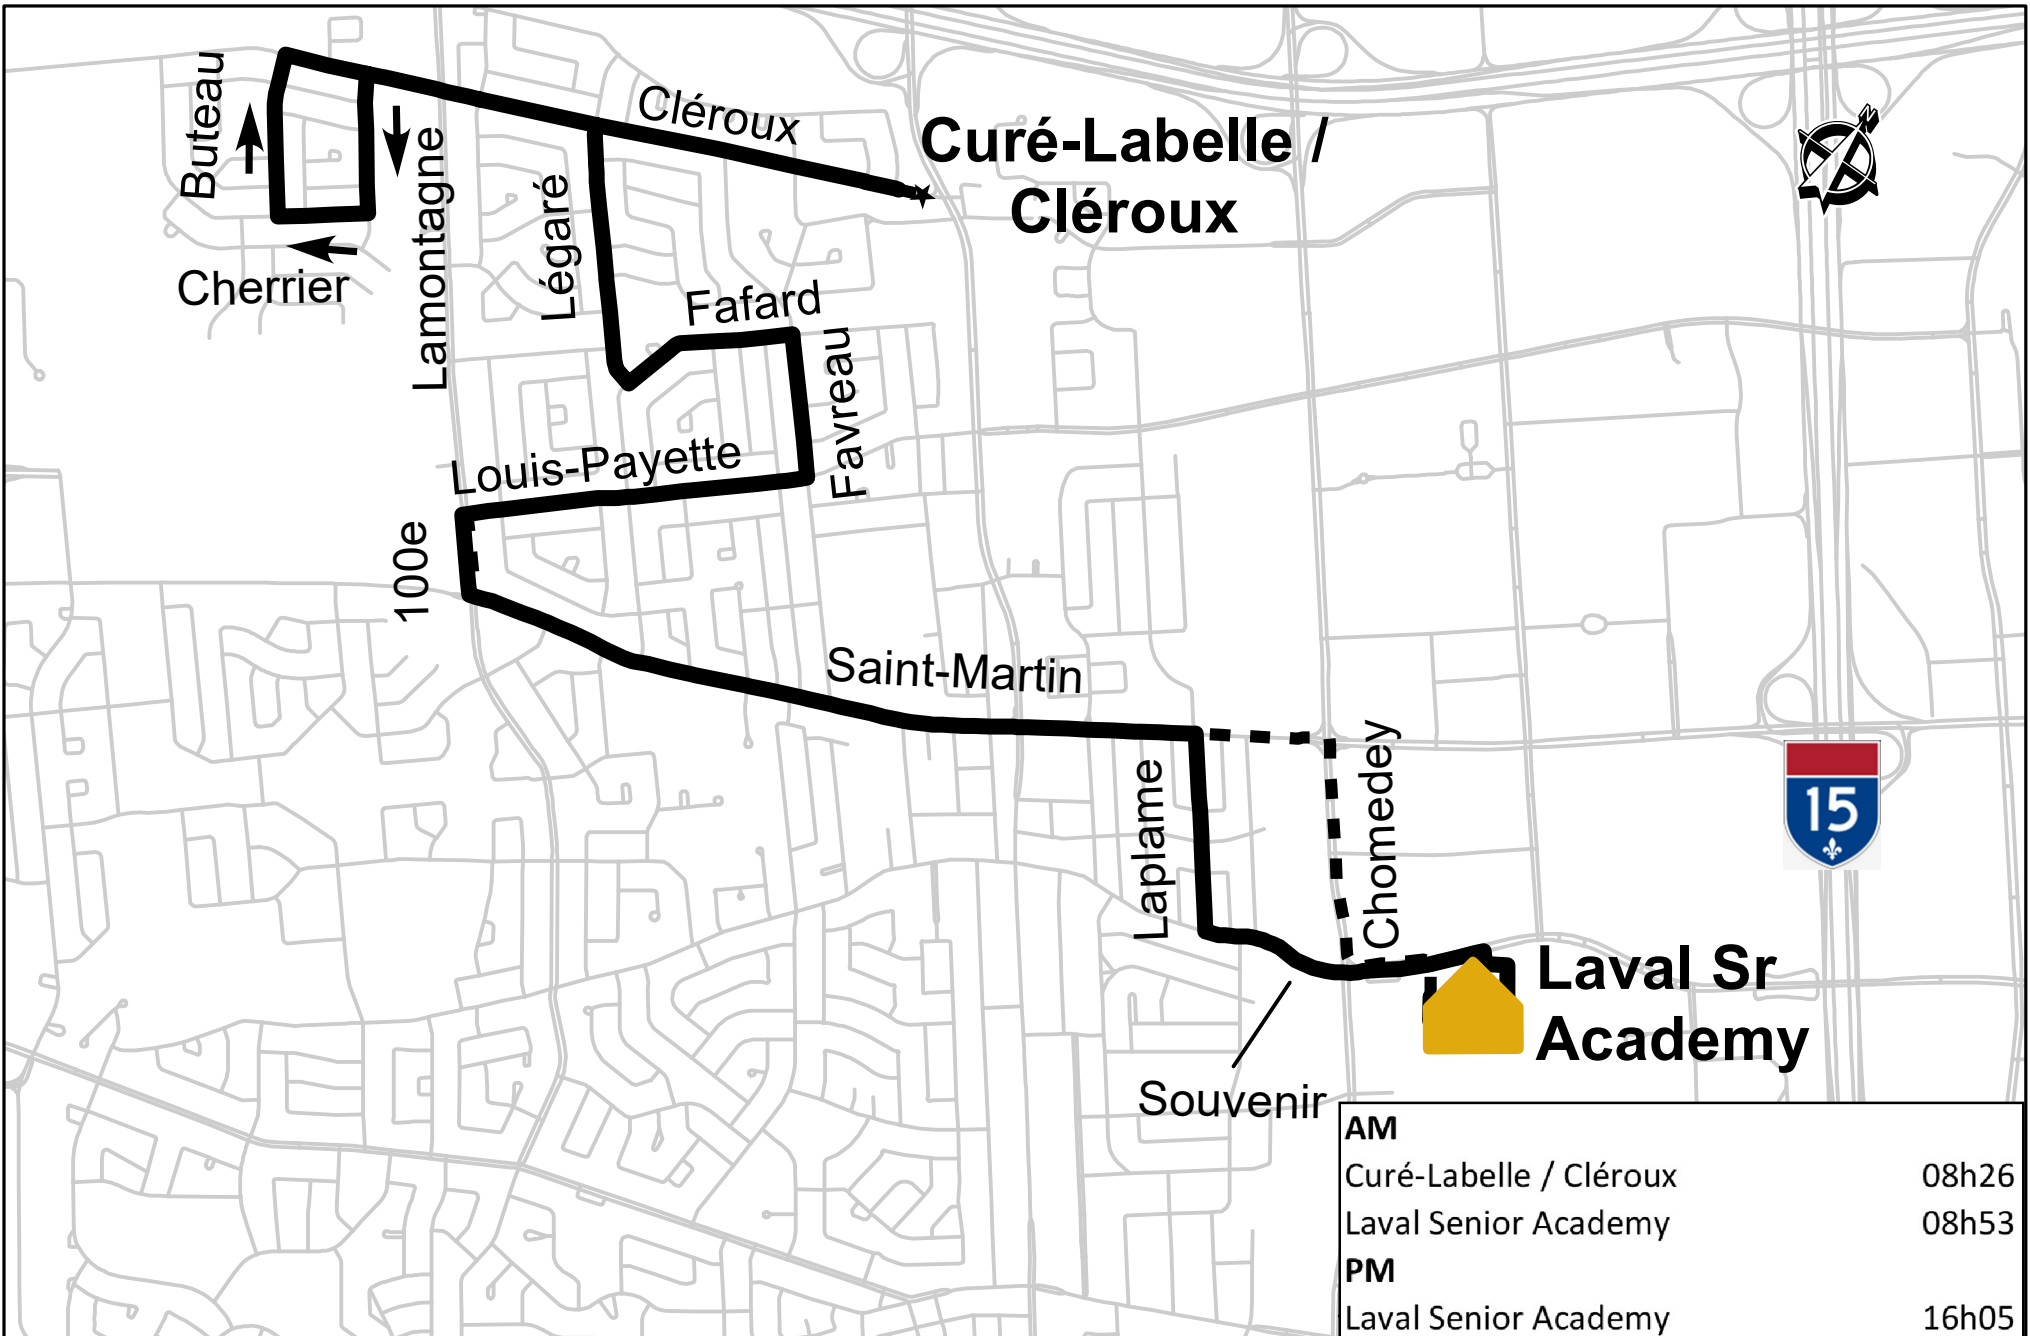 Buteau
Cléroux
Curé-Labelle /
Cléroux
N
Lamontagne
Légaré
Cherrier
Fafard
Favreau
Louis-Payette
100e
Saint-Martin
Chomedey
Laplame
15
Laval Sr
Academy
Souvenir
AM
Curé-Labelle / Cléroux 08h26
Laval Senior Academy 08h53
PM
Laval Senior Academy 16h05